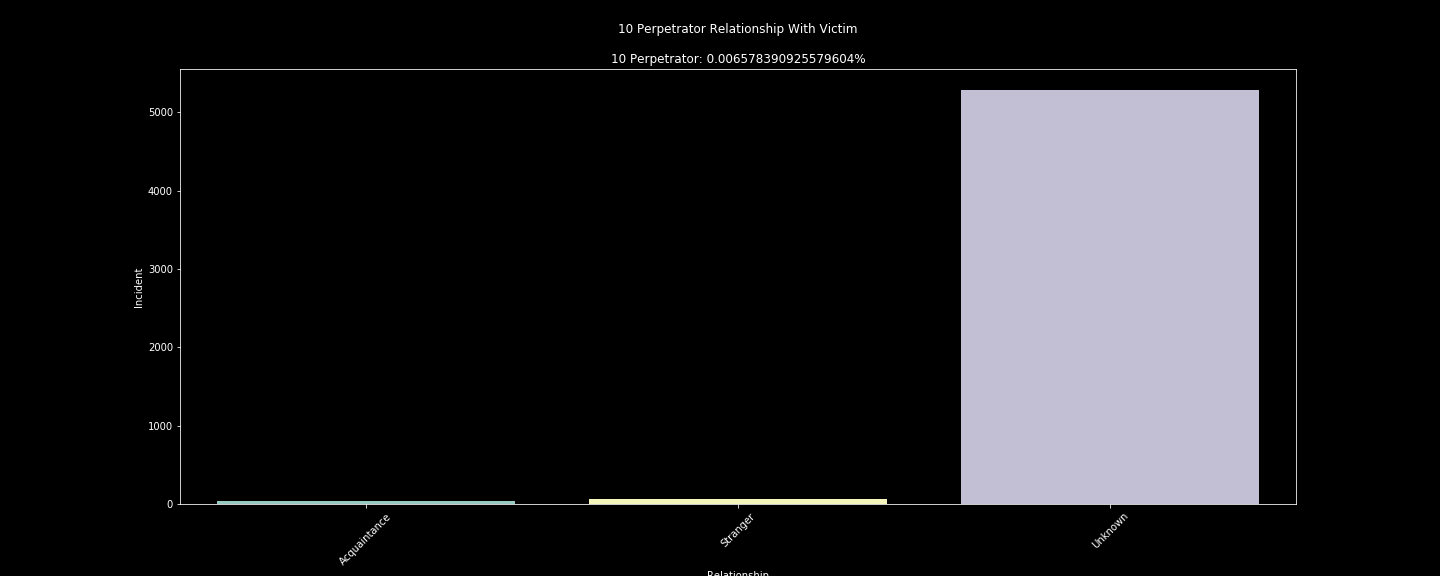 10 Perpetrator Relationship With Victim
10 Perpetrator: 0.006578390925579604%
5000
4000
3000
2000
1000
0
Incident
Acquaintance
Stranger
Unknown
Relationship